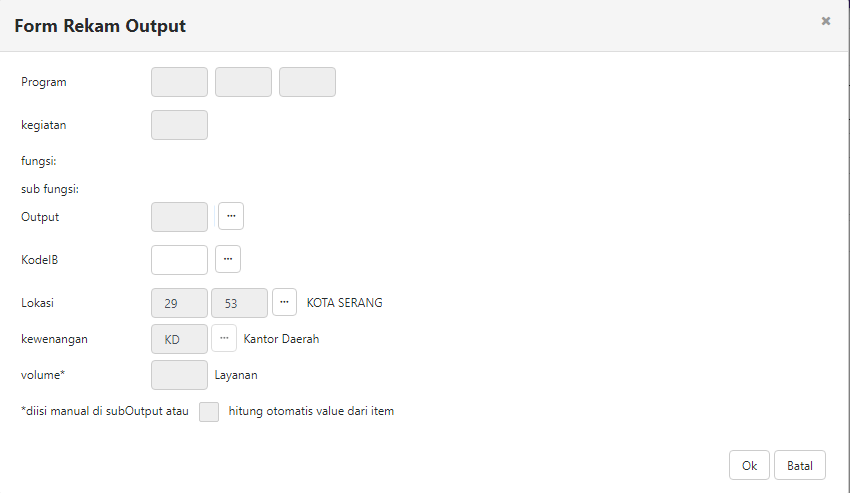 Form Rekam Output ×
Program
kegiatan
fungsi:
sub fungsi:
Output ...
KodeIB ...
Lokasi 29 53 ... KOTA SERANG
kewenangan KD ... Kantor Daerah
volume* Layanan
*diisi manual di subOutput atau hitung otomatis value dari item
Ok Batal